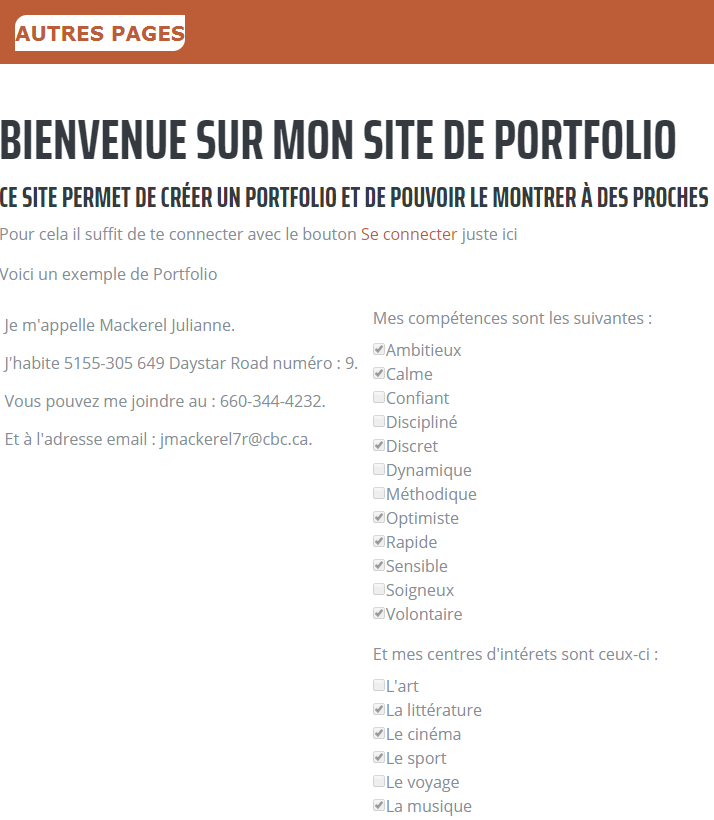 AUTRES PAGES
BIENVENUE SUR MON SITE DE PORTFOLIO
CE SITE PERMET DE CRÉER UN PORTFOLIO ET DE POUVOIR LE MONTRER À DES PROCHES
Pour cela il suffit de te connecter avec le bouton Se connecter juste ici
Voici un exemple de Portfolio
Je m'appelle Mackerel Julianne.
J'habite 5155-305 649 Daystar Road numéro : 9.
Vous pouvez me joindre au : 660-344-4232.
Et à l'adresse email : jmackerel7r@cbc.ca.
Mes compétences sont les suivantes :
Ambitieux
Calme
Confiant
Discipliné
Discret
Dynamique
Méthodique
Optimiste
Rapide
Sensible
Soigneux
Volontaire
Et mes centres d'intérets sont ceux-ci :
L'art
La littérature
Le cinéma
Le sport
Le voyage
La musique